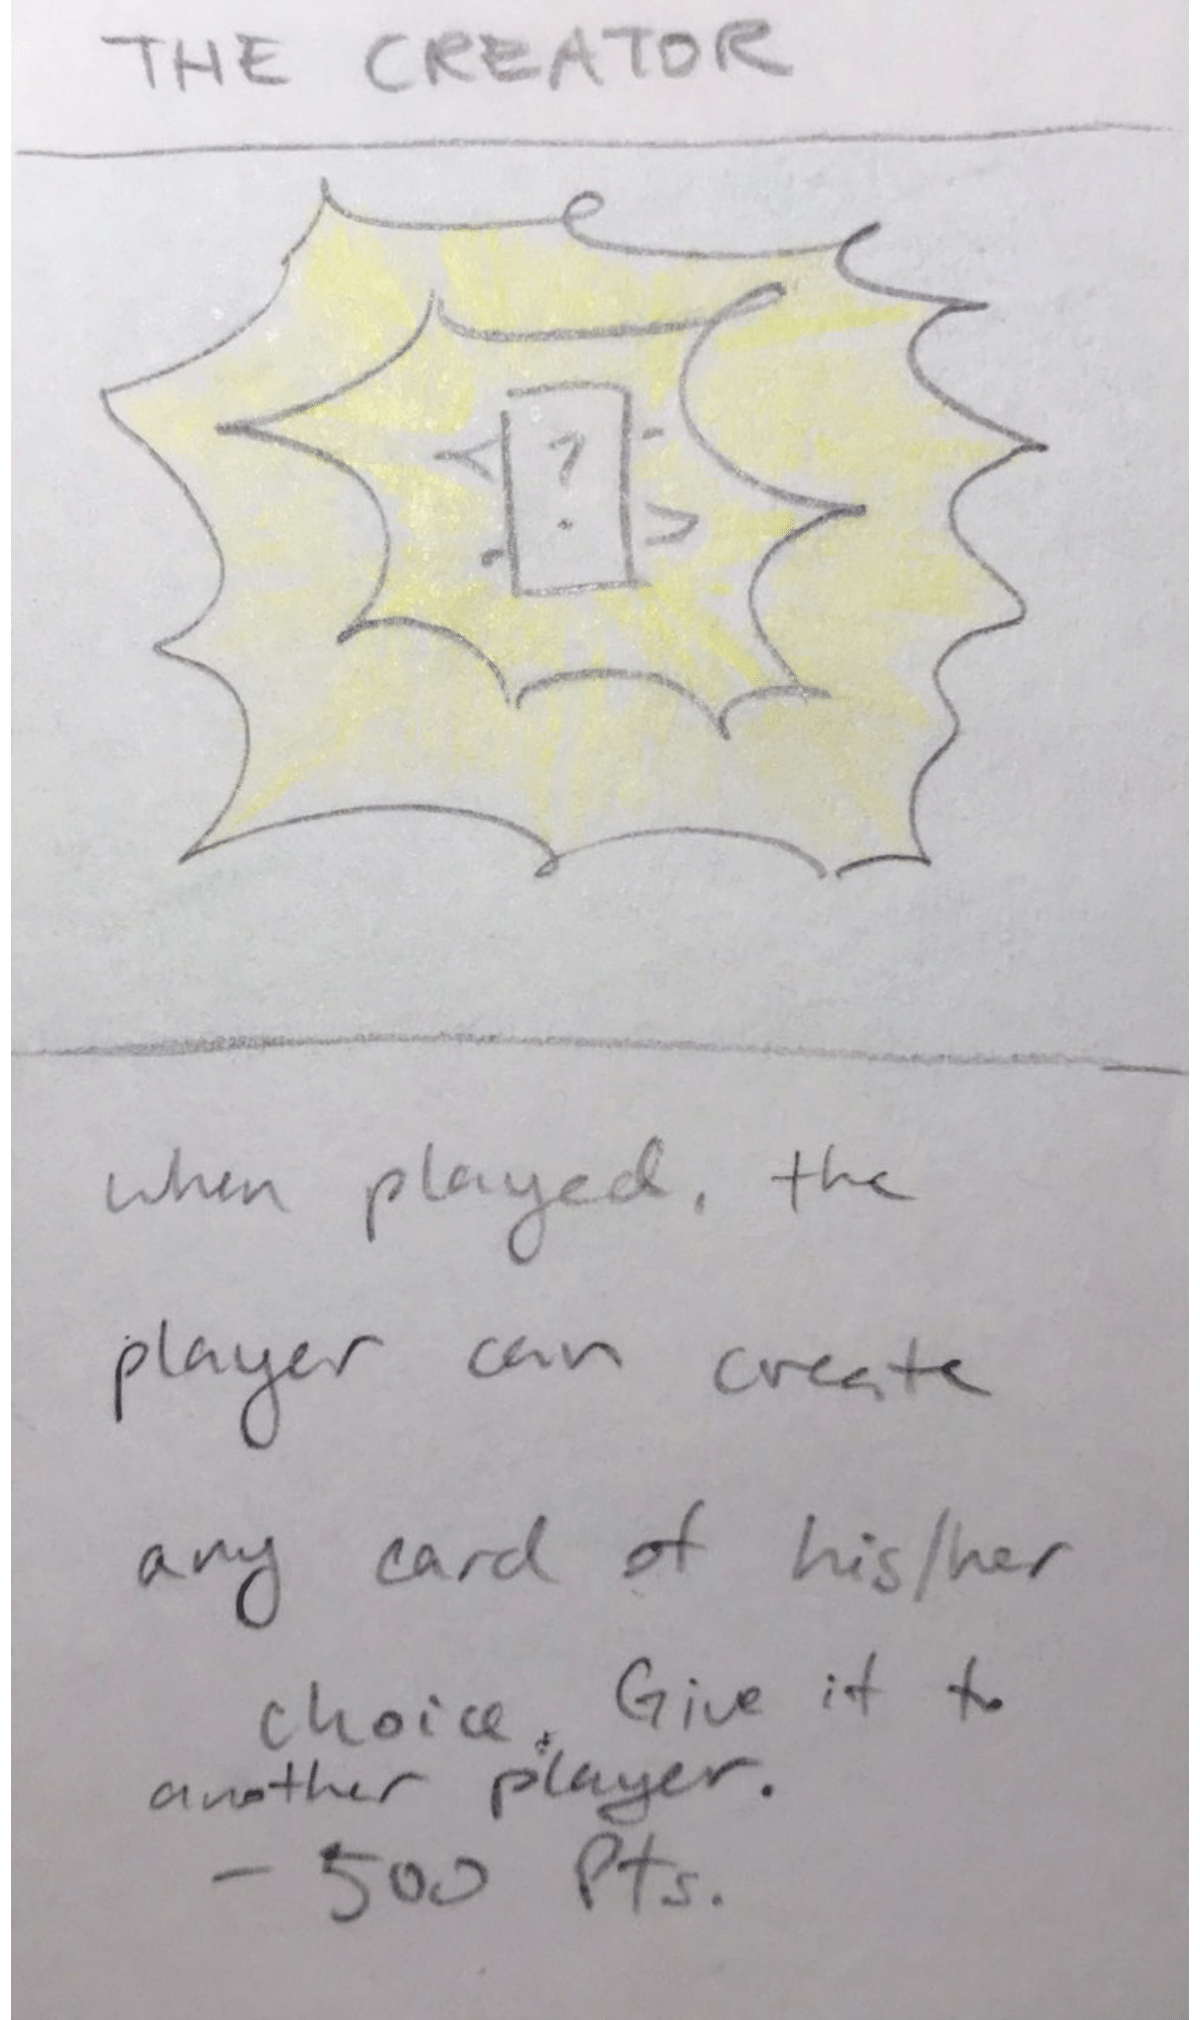 THE CREATOR
?
when played, the
player can create
any card of his/her
choice. Give it to
another player.
- 500 Pts.